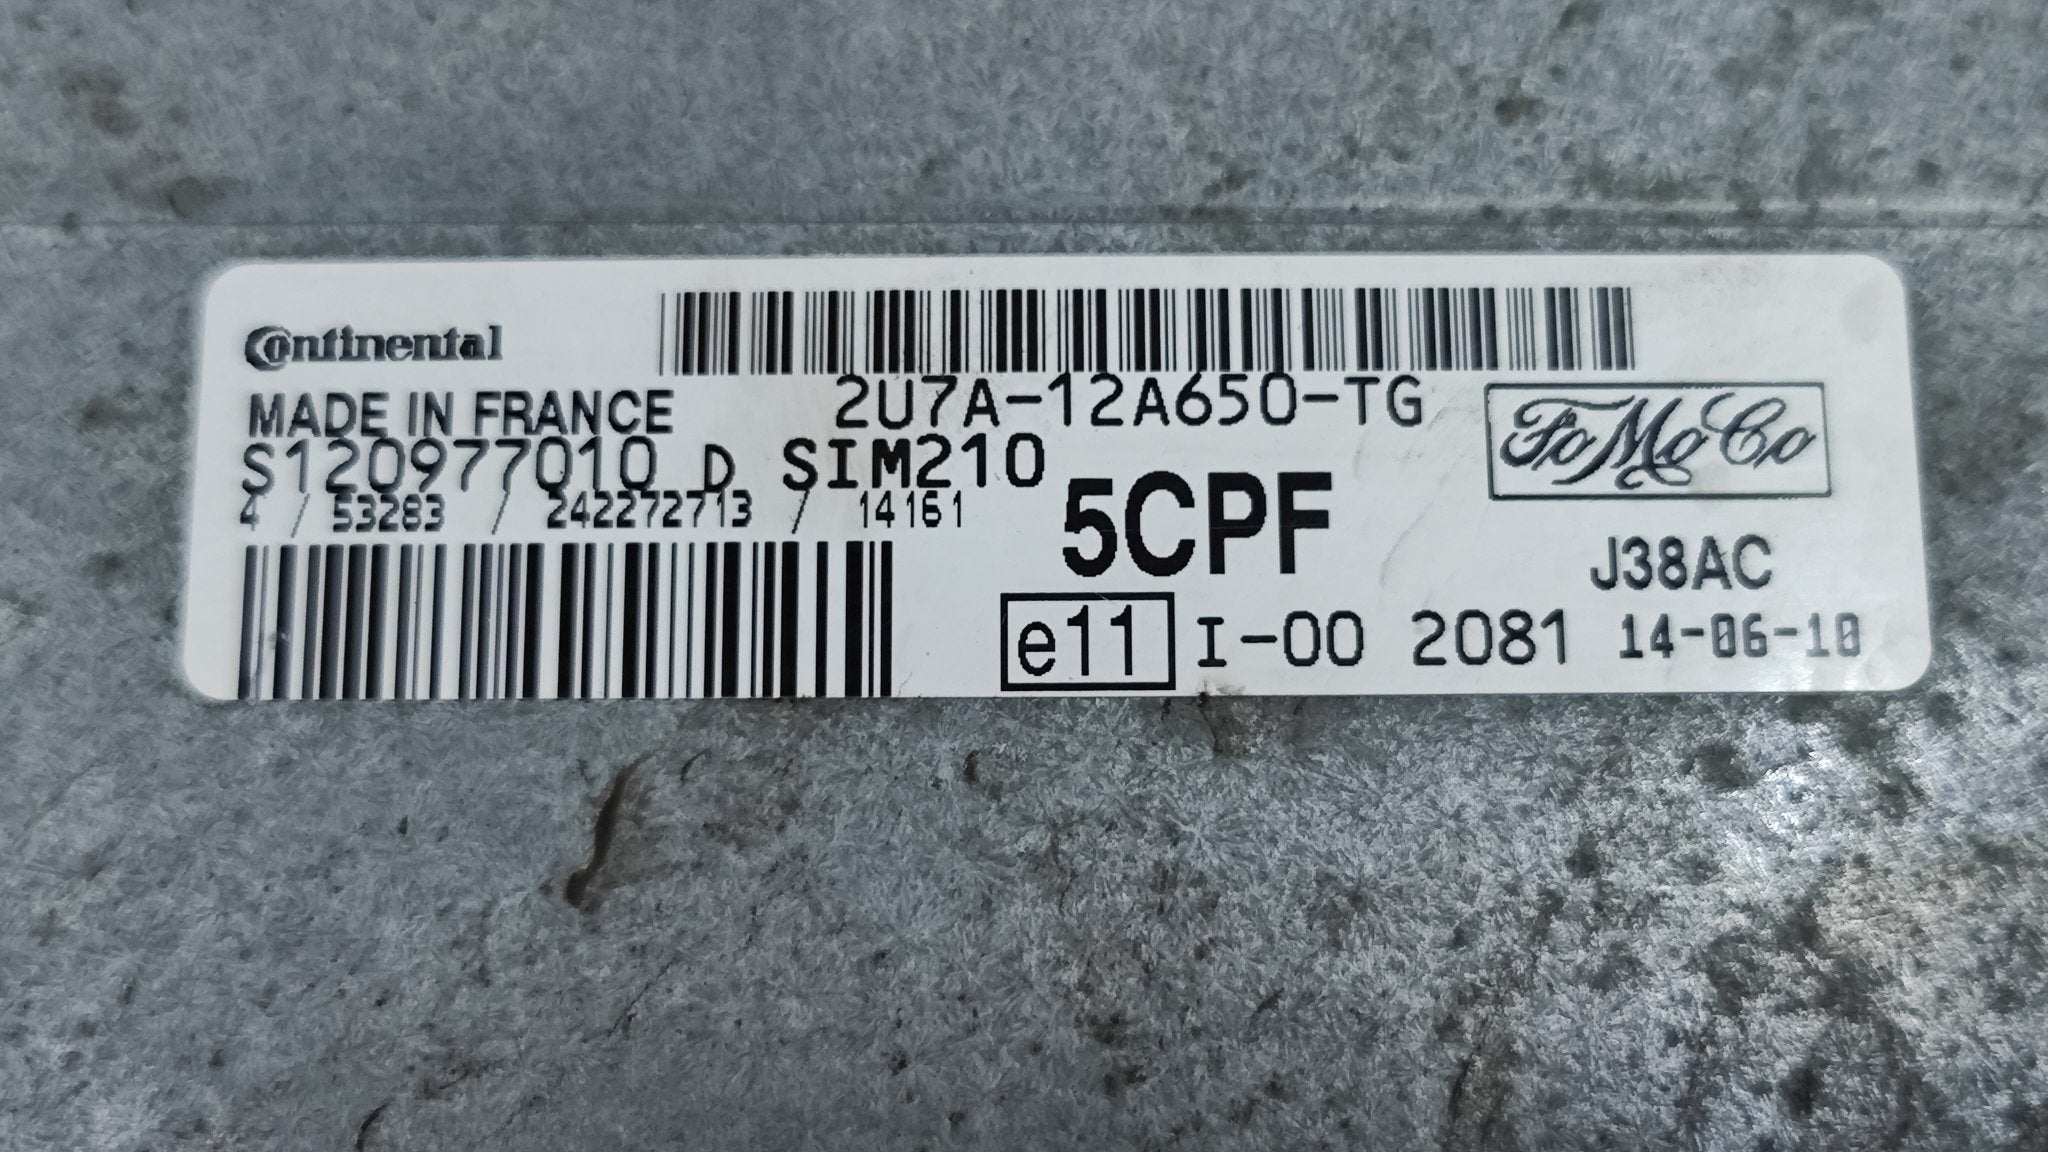 Continental
MADE IN FRANCE
2U7A-12A650-TG
S120977010 D SIM210
4 / 53283 / 242272713 / 14161
5CPF
FoMoCo
J38AC
e11 I-00 2081 14-06-10